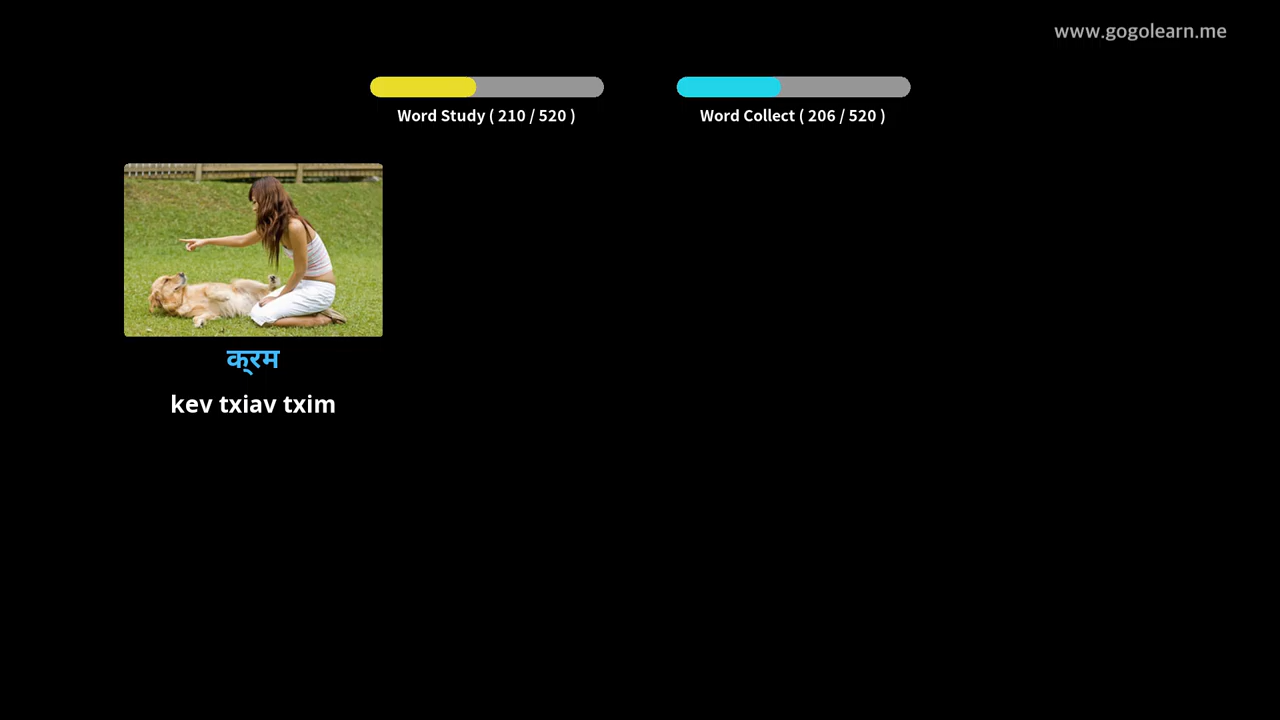 www.gogolearn.me
Word Study ( 210 / 520 )
Word Collect ( 206 / 520 )
क्रम
kev txiav txim